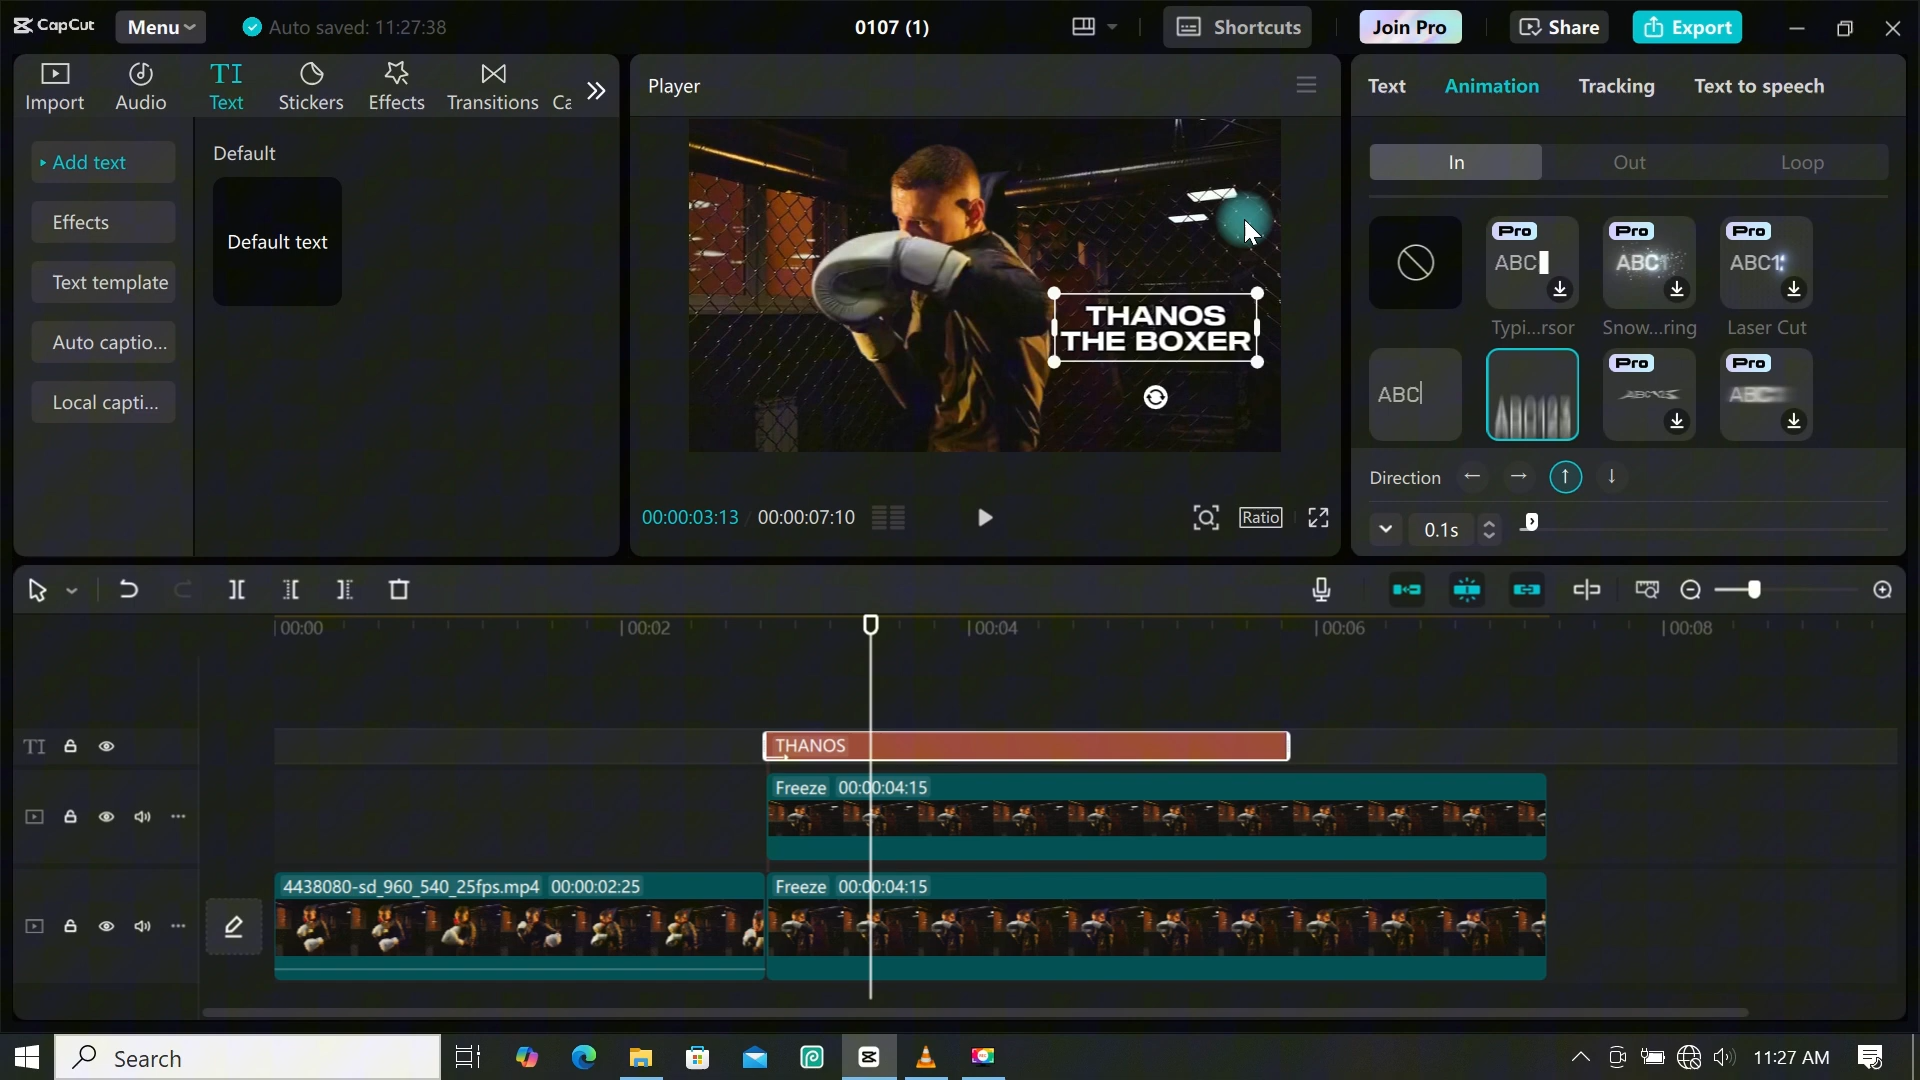 CapCut
Menu
Auto saved: 11:27:38
0107 (1)
Shortcuts
Join Pro
Share
Export
Import
Audio
TI
Text
Stickers
Effects
Transitions
Ca
Player
Text
Animation
Tracking
Text to speech
Add text
Effects
Text template
Auto captio...
Local capti...
Default
Default text
THANOS
THE BOXER
00:00:03:13
00:00:07:10
Ratio
In
Out
Loop
Pro
ABC
Pro
ABC1
Pro
ABC1
Typi...rsor
Snow...ring
Laser Cut
ABC
ABC123
Pro
ABC123
Pro
ABC
Direction
0.1s
00:00
00:02
00:04
00:06
00:08
TI
THANOS
Freeze 00:00:04:15
4438080-sd_960_540_25fps.mp4 00:00:02:25
Freeze 00:00:04:15
Search
11:27 AM